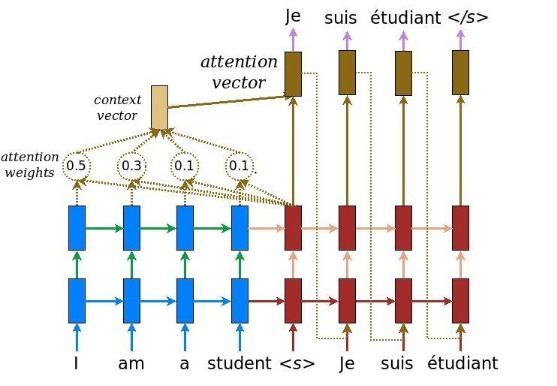 Je suis étudiant </s>
attention
vector
context
vector
attention
weights
0.5 0.3 0.1 0.1
I am a student <s> Je suis étudiant